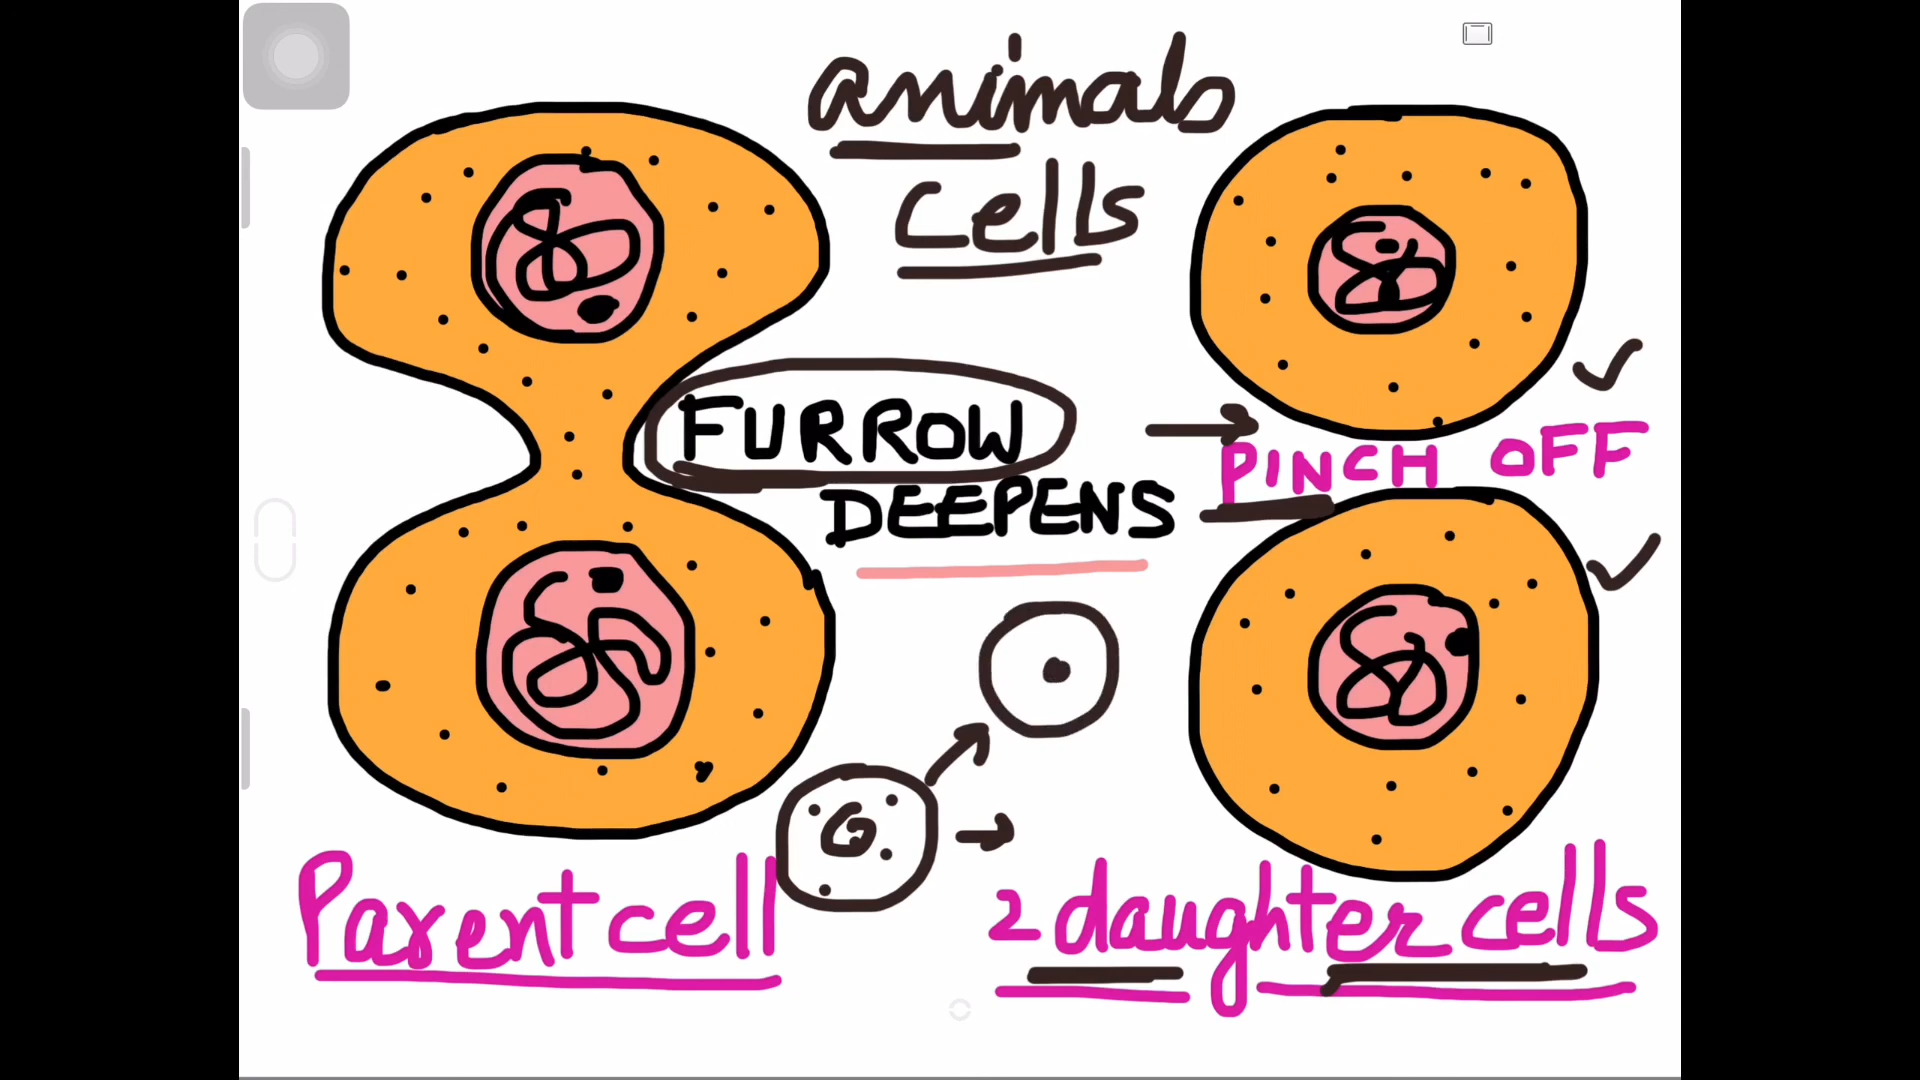 animals
cells
FURROW
DEEPENS
PINCH OFF
Parent cell
2 daughter cells